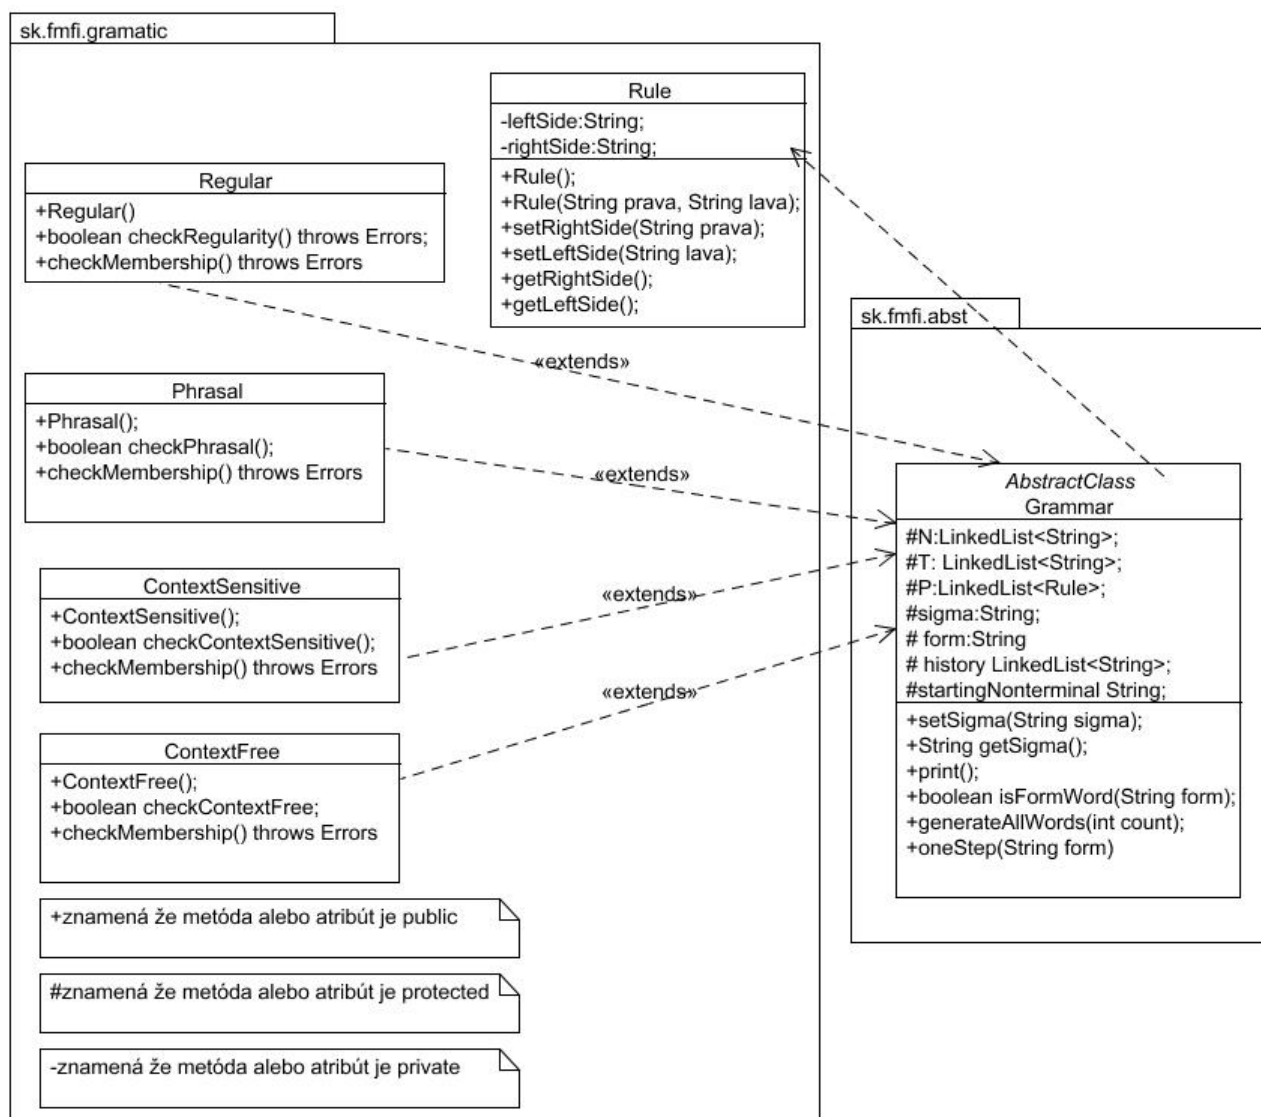 sk.fmfi.gramatic
Rule
-leftSide:String;
-rightSide:String;
+Rule();
+Rule(String prava, String lava);
+setRightSide(String prava);
+setLeftSide(String lava);
+getRightSide();
+getLeftSide();
Regular
+Regular()
+boolean checkRegularity() throws Errors;
+checkMembership() throws Errors
«extends»
Phrasal
+Phrasal();
+boolean checkPhrasal();
+checkMembership() throws Errors
«extends»
ContextSensitive
+ContextSensitive();
+boolean checkContextSensitive();
+checkMembership() throws Errors
«extends»
ContextFree
+ContextFree();
+boolean checkContextFree;
+checkMembership() throws Errors
«extends»
+znamená že metóda alebo atribút je public
#znamená že metóda alebo atribút je protected
-znamená že metóda alebo atribút je private
sk.fmfi.abst
AbstractClass
Grammar
#N:LinkedList<String>;
#T: LinkedList<String>;
#P:LinkedList<Rule>;
#sigma:String;
# form:String
# history LinkedList<String>;
#startingNonterminal String;
+setSigma(String sigma);
+String getSigma();
+print();
+boolean isFormWord(String form);
+generateAllWords(int count);
+oneStep(String form)